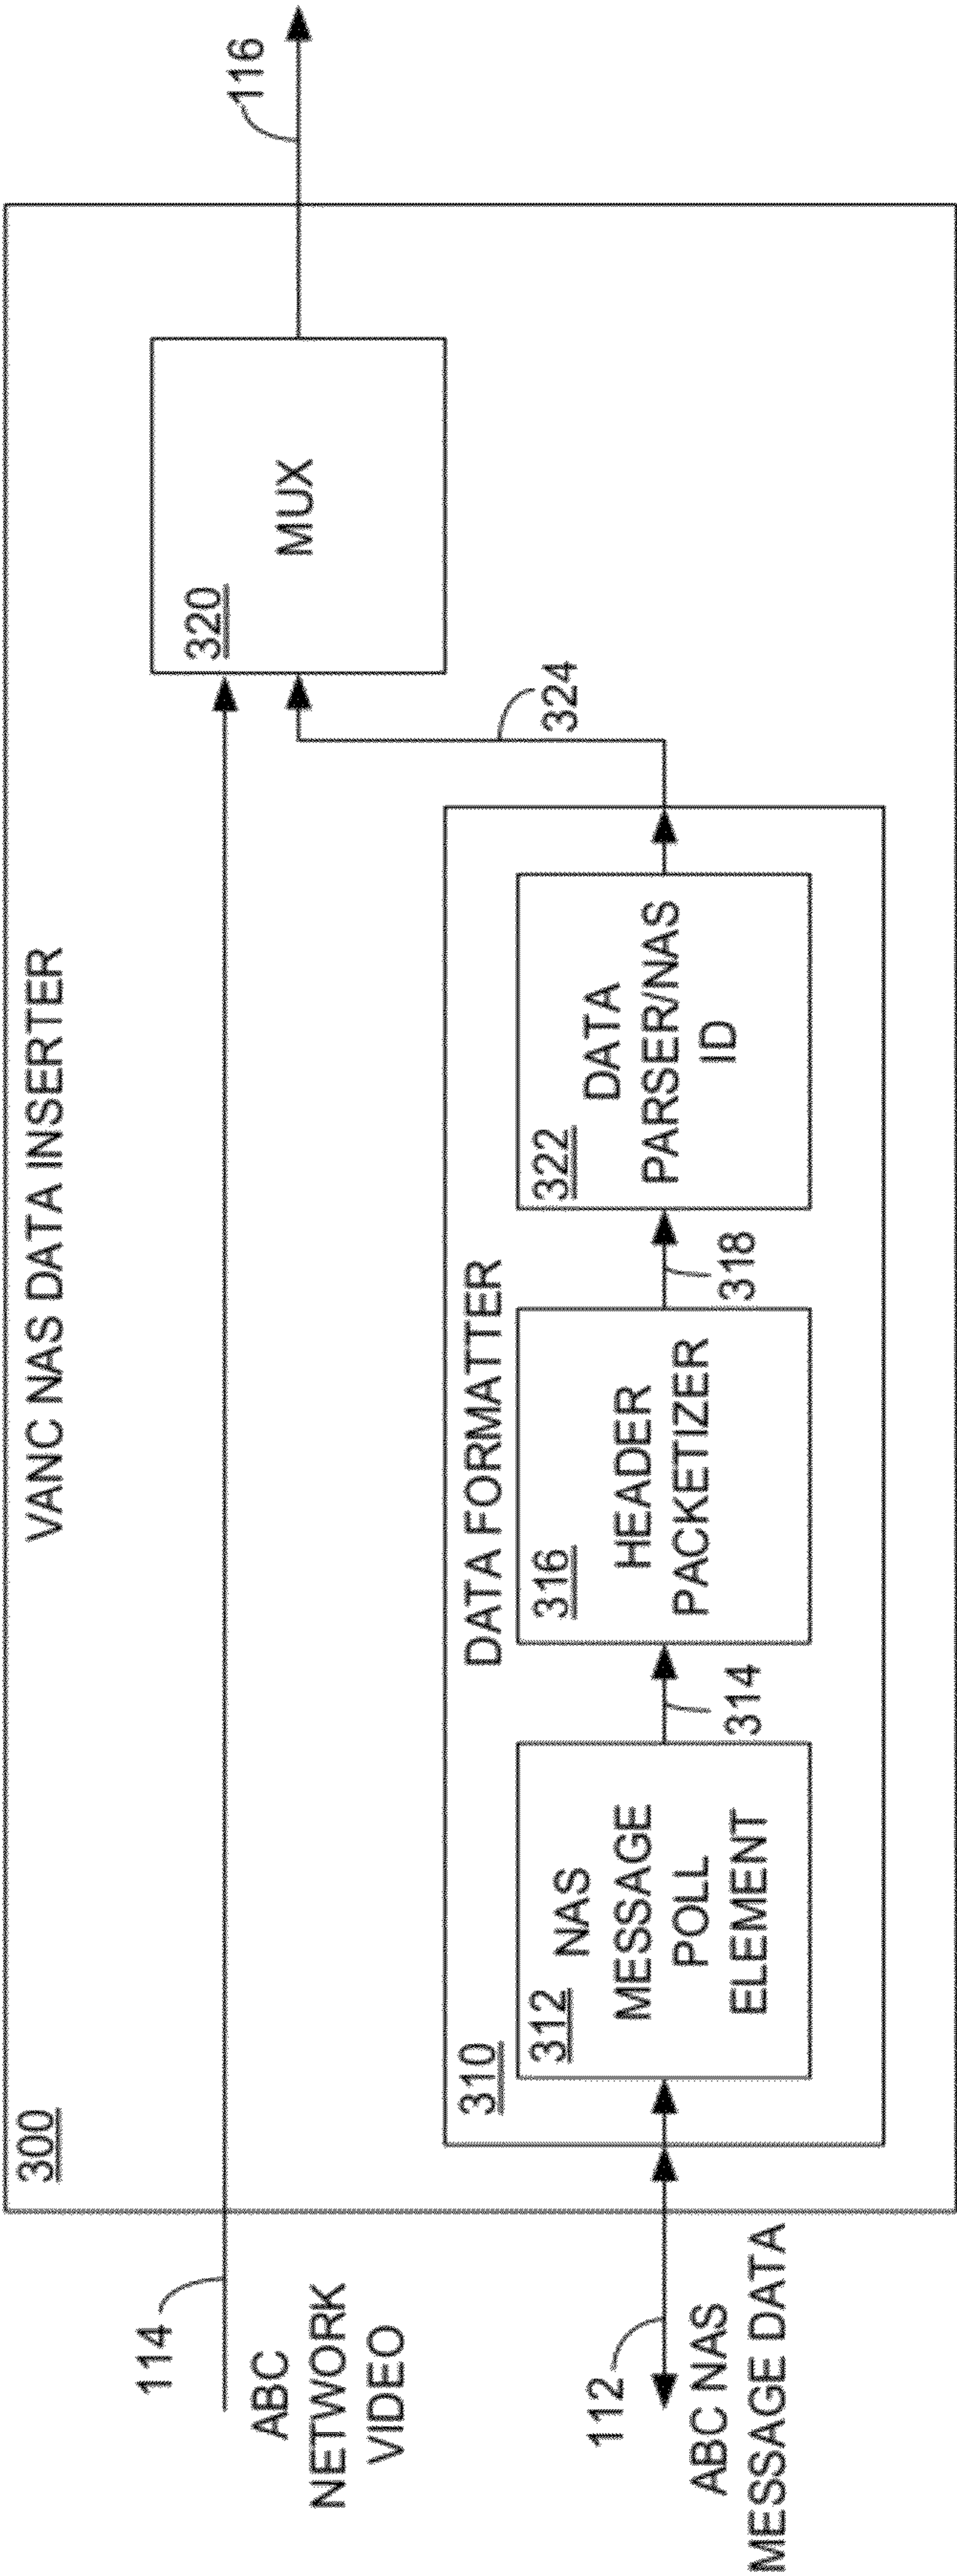 300
VANC NAS DATA INSERTER
114
ABC
NETWORK
VIDEO
320
MUX
116
310
DATA FORMATTER
324
312
NAS
MESSAGE
POLL
ELEMENT
314
316
HEADER
PACKETIZER
318
322
DATA
PARSER/NAS
ID
112
ABC NAS
MESSAGE DATA